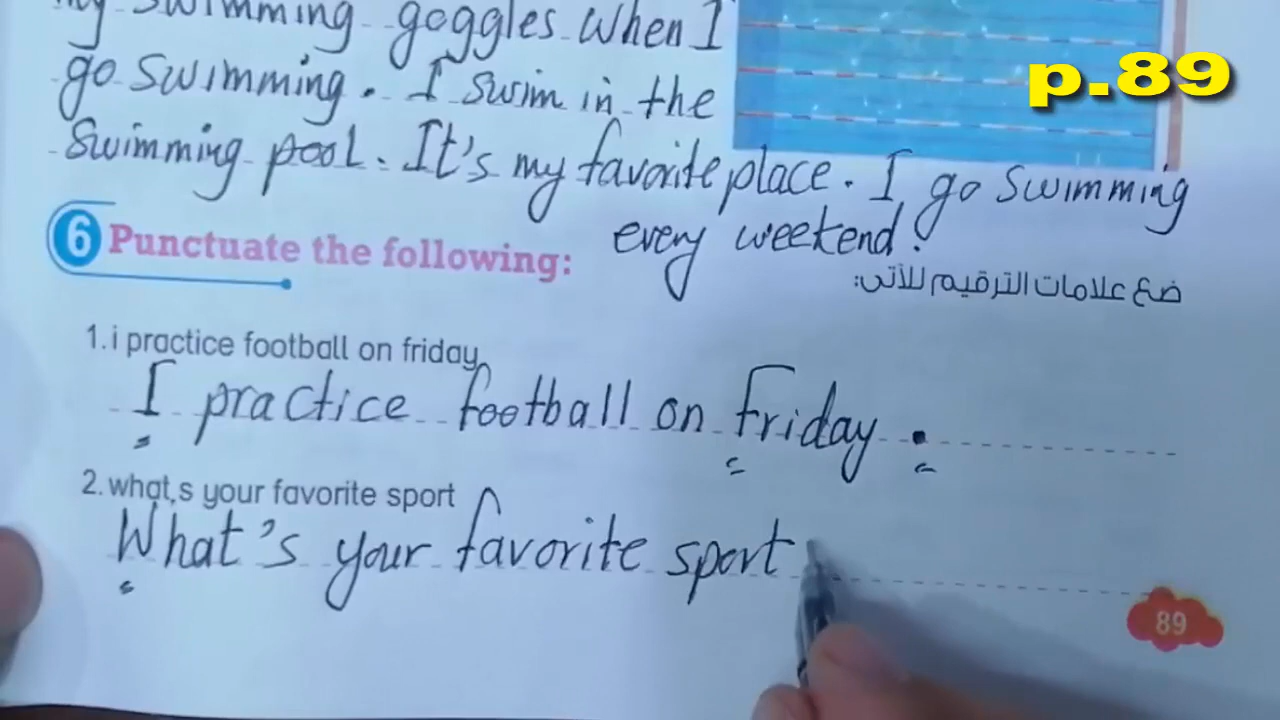 my swimming goggles when I
go swimming. I swim in the
swimming pool. It's my favorite place. I go swimming
every weekend.
p.89
6 Punctuate the following:
ضع علامات الترقيم للآتى:
1. i practice football on friday
I practice football on Friday.
2. what,s your favorite sport
What's your favorite sport
89